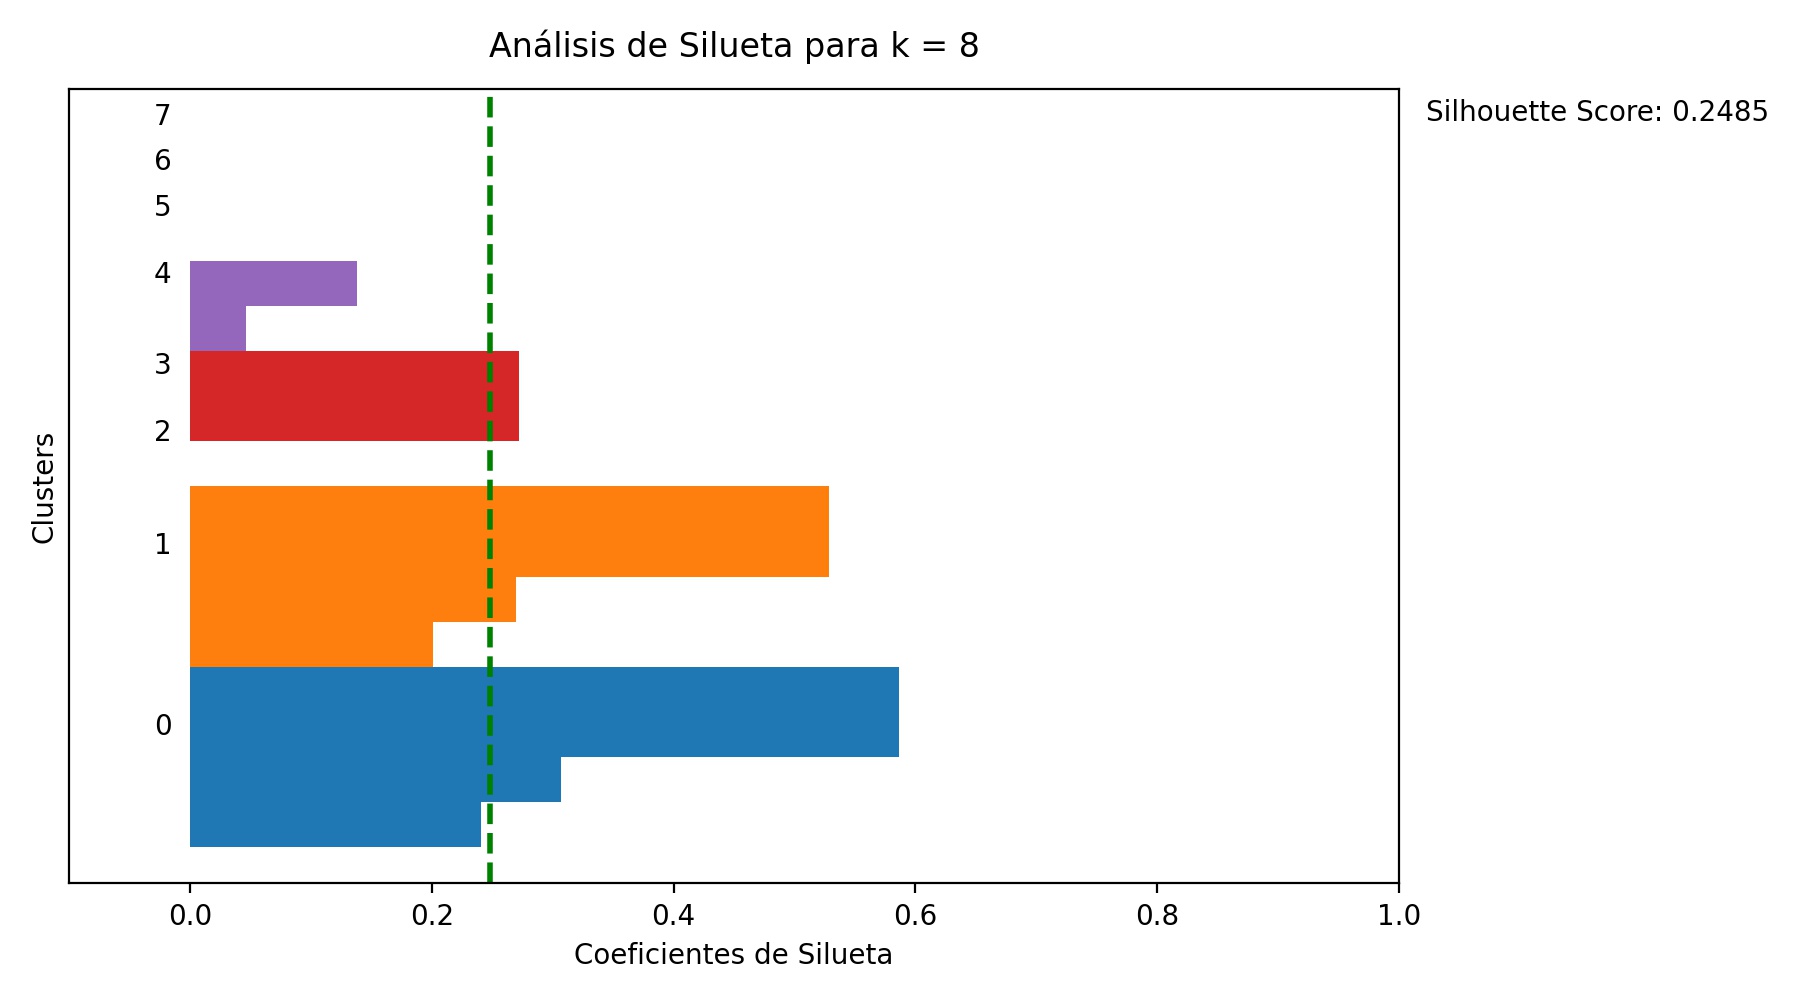 Análisis de Silueta para k = 8
Silhouette Score: 0.2485
7
6
5
4
3
2
1
0
Clusters
0.0 0.2 0.4 0.6 0.8 1.0
Coeficientes de Silueta